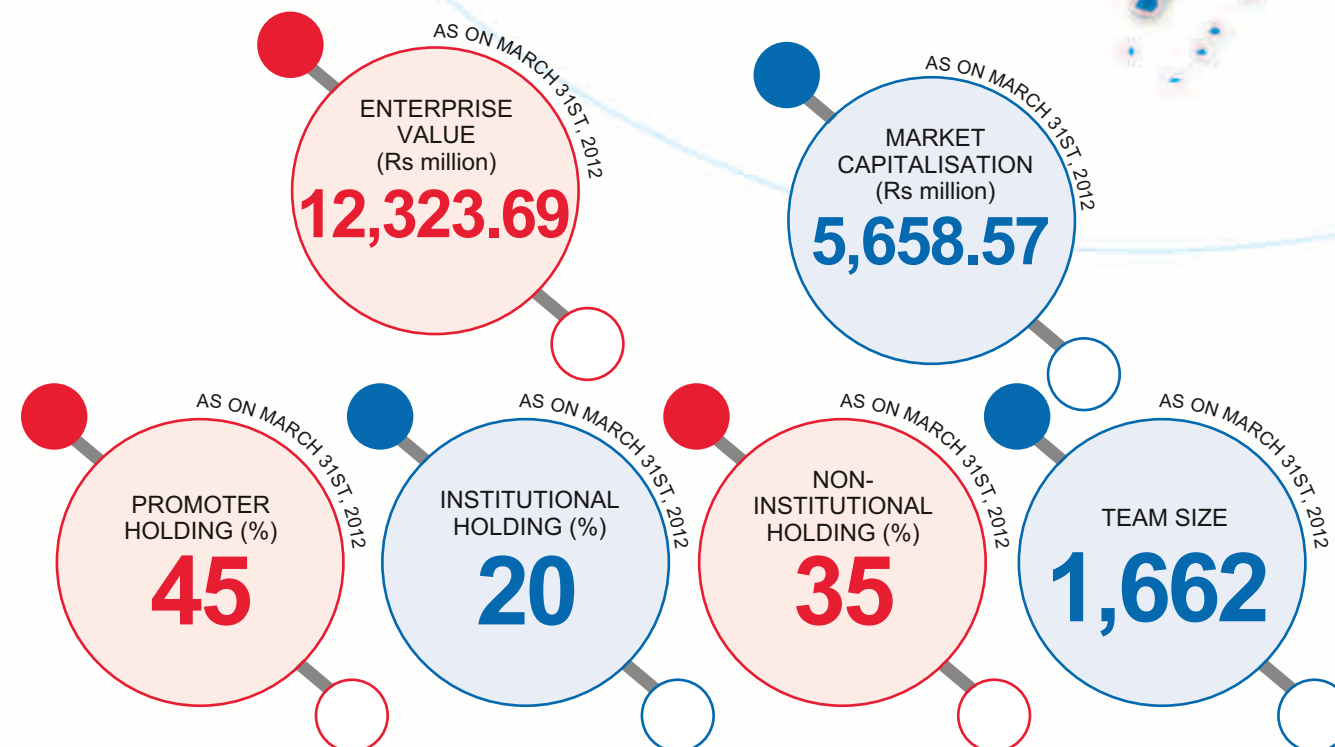 AS ON MARCH 31ST, 2012
ENTERPRISE
VALUE
(Rs million)
12,323.69
AS ON MARCH 31ST, 2012
MARKET
CAPITALISATION
(Rs million)
5,658.57
AS ON MARCH 31ST, 2012
PROMOTER
HOLDING (%)
45
AS ON MARCH 31ST, 2012
INSTITUTIONAL
HOLDING (%)
20
AS ON MARCH 31ST, 2012
NON-
INSTITUTIONAL
HOLDING (%)
35
AS ON MARCH 31ST, 2012
TEAM SIZE
1,662